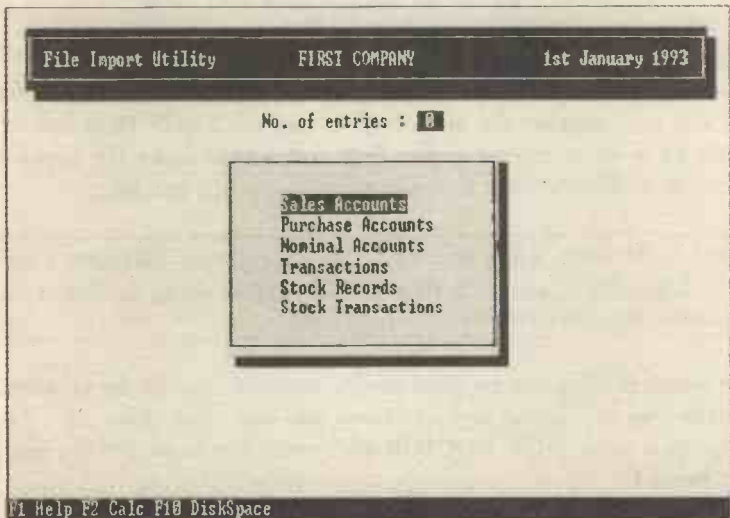 File Import Utility FIRST COMPANY 1st January 1993
No. of entries : 0
Sales Accounts
Purchase Accounts
Nominal Accounts
Transactions
Stock Records
Stock Transactions
F1 Help F2 Calc F10 DiskSpace